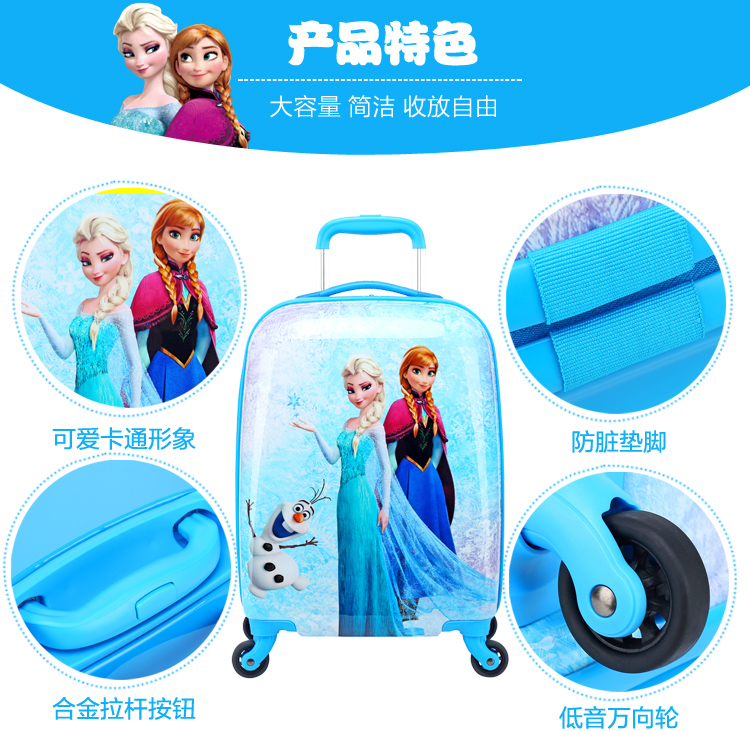 产品特色
大容量 简洁 收放自由
可爱卡通形象
防脏垫脚
合金拉杆按钮
低音万向轮